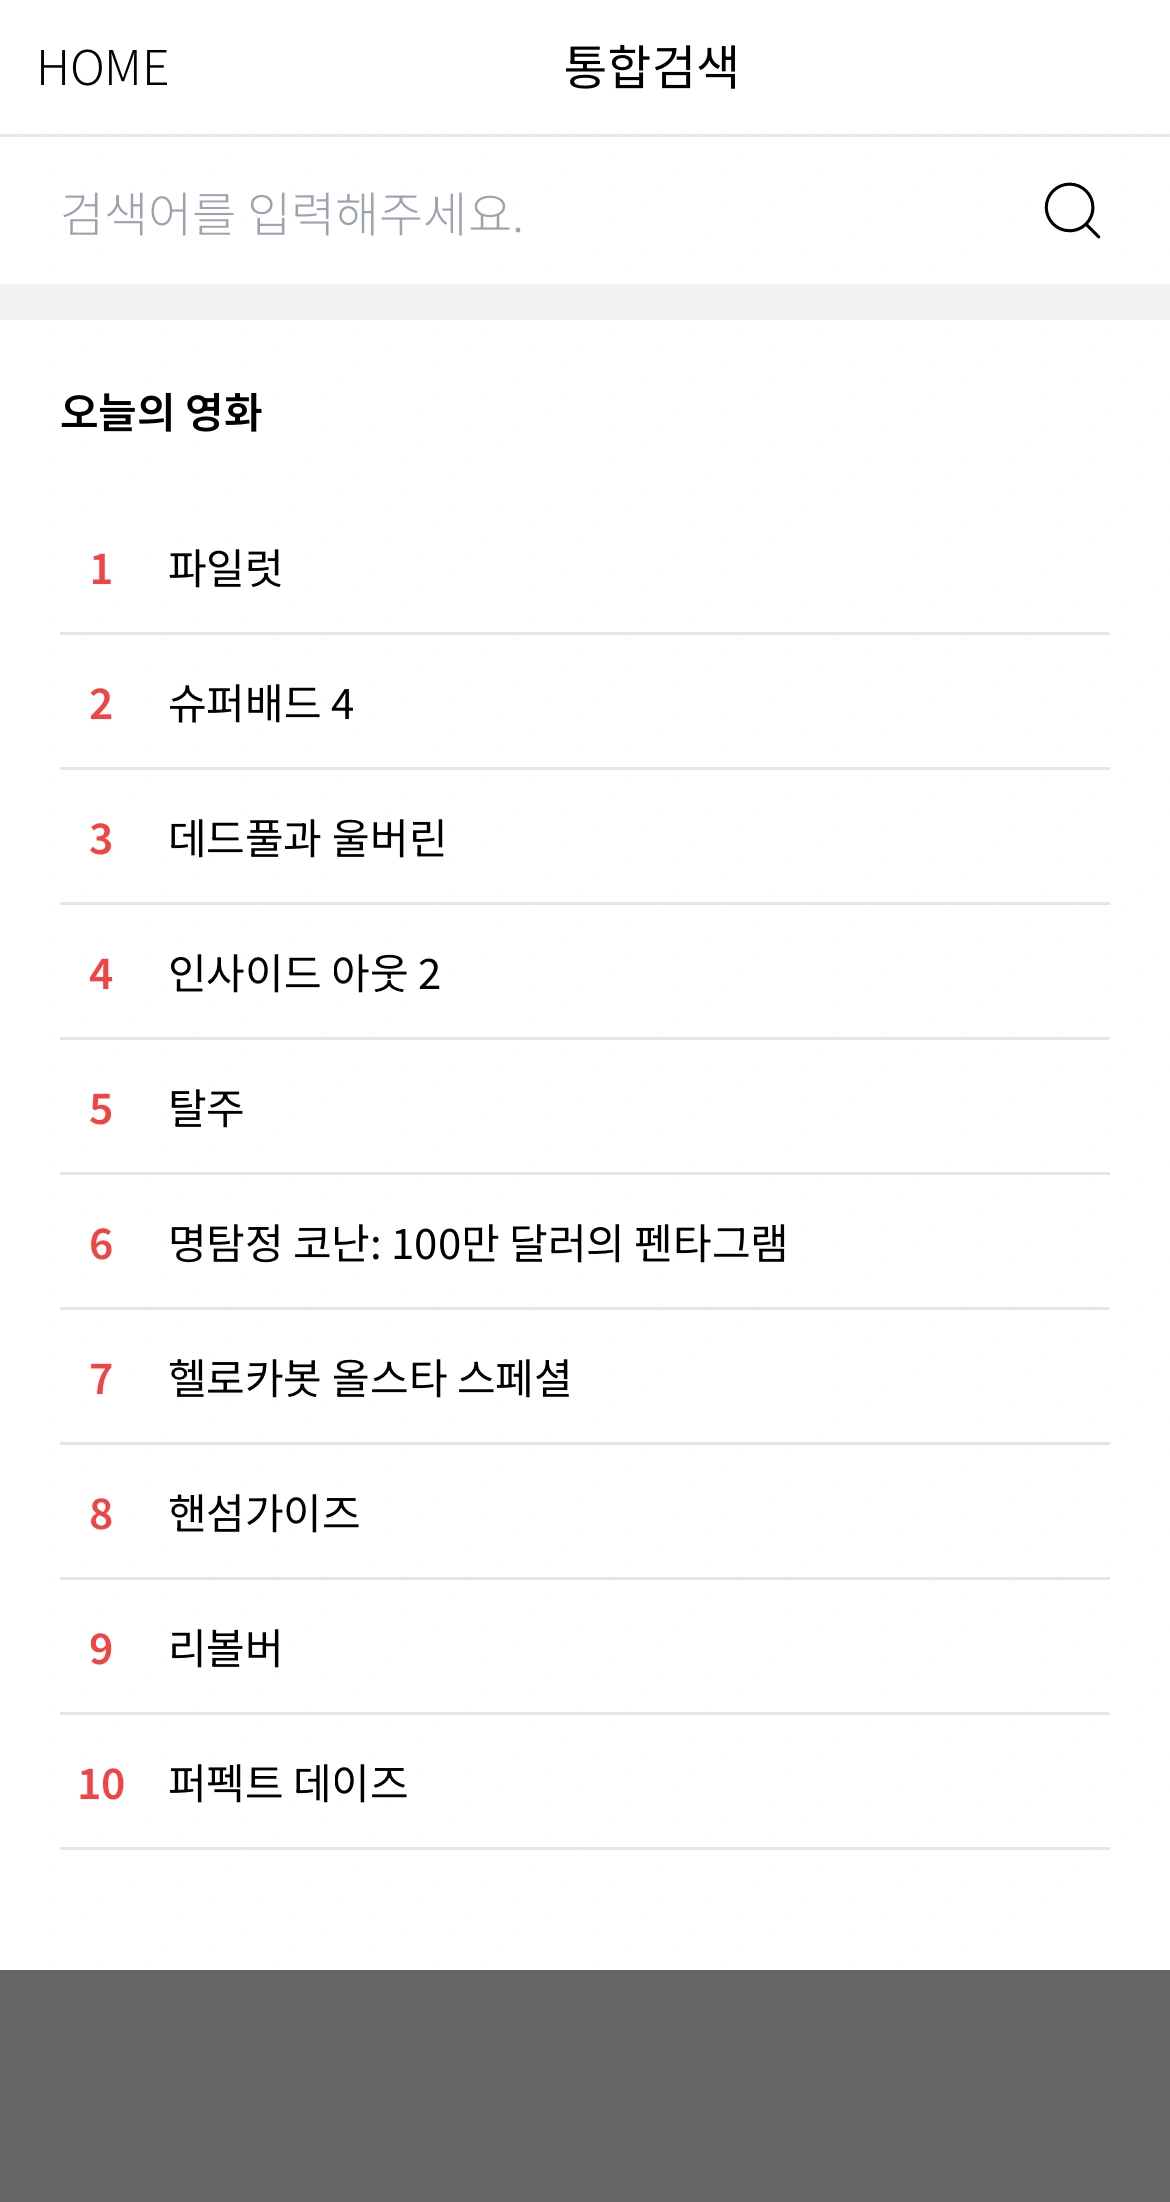 HOME
통합검색
검색어를 입력해주세요.
오늘의 영화
1 파일럿
2 슈퍼배드 4
3 데드풀과 울버린
4 인사이드 아웃 2
5 탈주
6 명탐정 코난: 100만 달러의 펜타그램
7 헬로카봇 올스타 스페셜
8 핸섬가이즈
9 리볼버
10 퍼펙트 데이즈